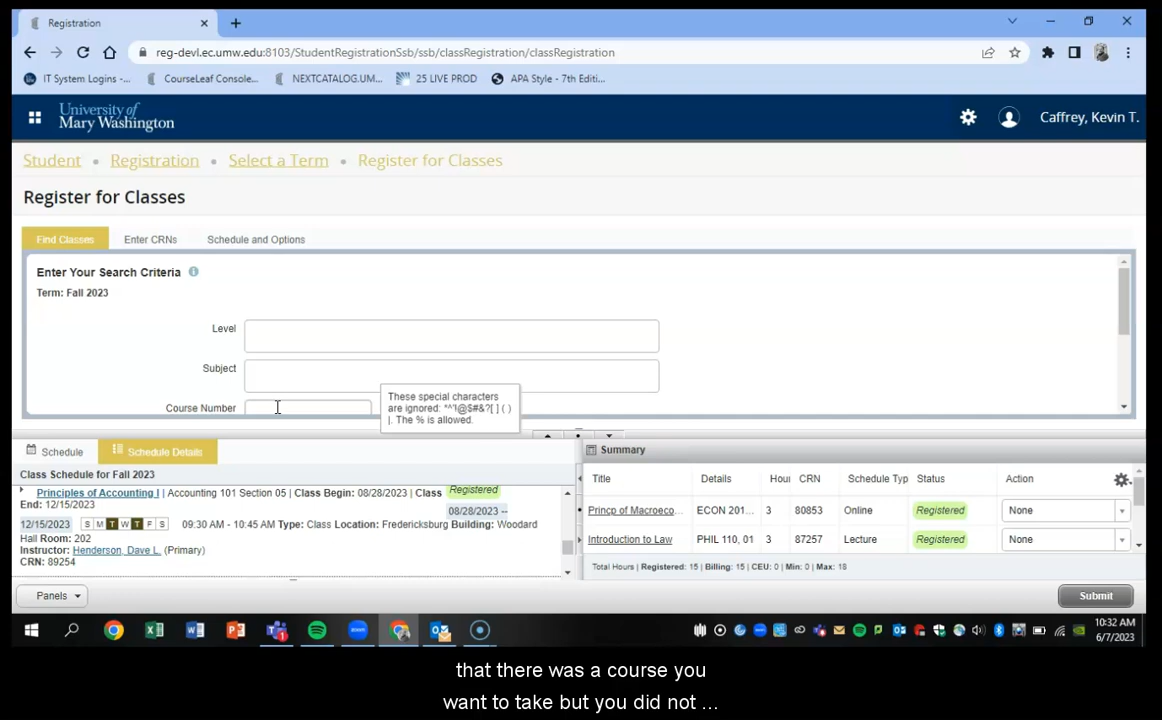 Registration
reg-devl.ec.umw.edu:8103/StudentRegistrationSsb/ssb/classRegistration/classRegistration
IT System Logins -... CourseLeaf Console... NEXTCATALOG.UM... 25 LIVE PROD APA Style - 7th Editi...
University of
Mary Washington
Caffrey, Kevin T.
Student • Registration • Select a Term • Register for Classes
Register for Classes
Find Classes Enter CRNs Schedule and Options
Enter Your Search Criteria
Term: Fall 2023
Level
Subject
Course Number
These special characters
are ignored: *^'!@$#&?[ ] ( )
|. The % is allowed.
Schedule Schedule Details
Class Schedule for Fall 2023
Principles of Accounting I | Accounting 101 Section 05 | Class Begin: 08/28/2023 | Class Registered
End: 12/15/2023 08/28/2023 --
12/15/2023 S M T W T F S 09:30 AM - 10:45 AM Type: Class Location: Fredericksburg Building: Woodard
Hall Room: 202
Instructor: Henderson, Dave L. (Primary)
CRN: 89254
Summary
Title Details Hou CRN Schedule Typ Status Action
Princp of Macroeco... ECON 201... 3 80853 Online Registered None
Introduction to Law PHIL 110, 01 3 87257 Lecture Registered None
Total Hours | Registered: 15 | Billing: 15 | CEU: 0 | Min: 0 | Max: 18
Panels
Submit
10:32 AM
6/7/2023
that there was a course you
want to take but you did not ...